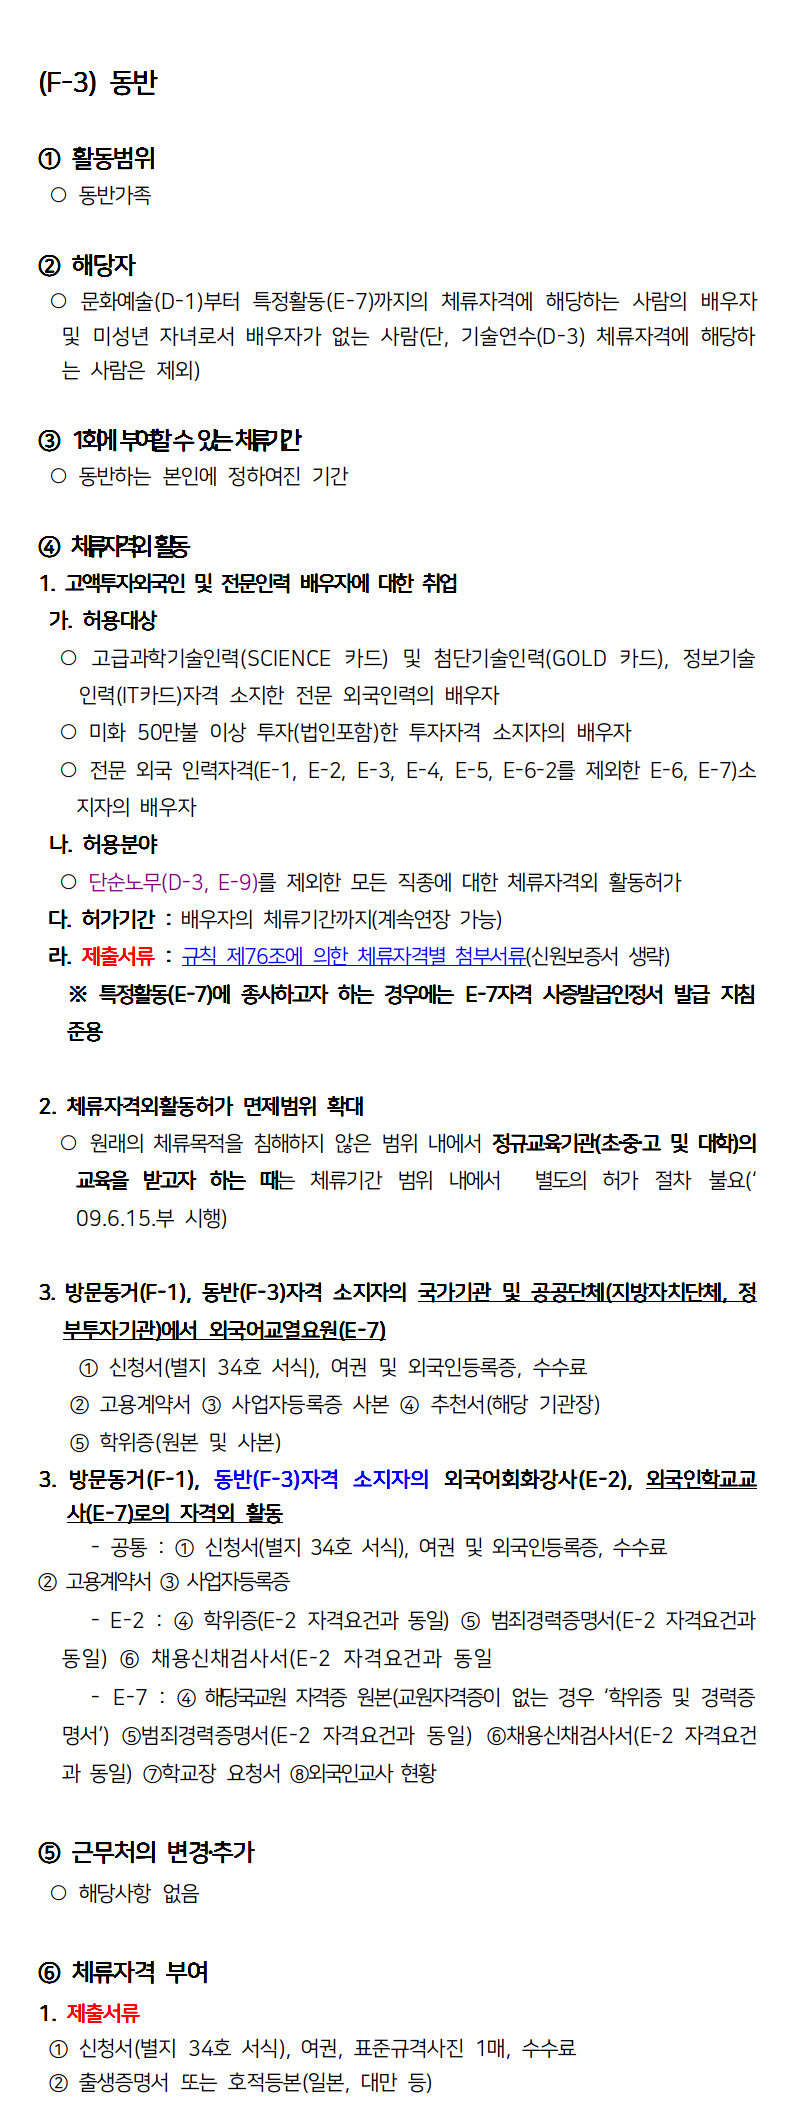 (F-3) 동반
① 활동범위
○ 동반가족
② 해당자
○ 문화예술(D-1)부터 특정활동(E-7)까지의 체류자격에 해당하는 사람의 배우자
및 미성년 자녀로서 배우자가 없는 사람(단, 기술연수(D-3) 체류자격에 해당하
는 사람은 제외)
③ 1회에 부여할 수 있는 체류기간
○ 동반하는 본인에 정하여진 기간
④ 체류자격외 활동
1. 고액투자외국인 및 전문인력 배우자에 대한 취업
가. 허용대상
○ 고급과학기술인력(SCIENCE 카드) 및 첨단기술인력(GOLD 카드), 정보기술
인력(IT카드)자격 소지한 전문 외국인력의 배우자
○ 미화 50만불 이상 투자(법인포함)한 투자자격 소지자의 배우자
○ 전문 외국 인력자격(E-1, E-2, E-3, E-4, E-5, E-6-2를 제외한 E-6, E-7)소
지자의 배우자
나. 허용분야
○ 단순노무(D-3, E-9)를 제외한 모든 직종에 대한 체류자격외 활동허가
다. 허가기간 : 배우자의 체류기간까지(계속연장 가능)
라. 제출서류 : 규칙 제76조에 의한 체류자격별 첨부서류(신원보증서 생략)
※ 특정활동(E-7)에 종사하고자 하는 경우에는 E-7자격 사증발급인정서 발급 지침
준용
2. 체류자격외활동허가 면제범위 확대
○ 원래의 체류목적을 침해하지 않은 범위 내에서 정규교육기관(초·중·고 및 대학)의
교육을 받고자 하는 때는 체류기간 범위 내에서 별도의 허가 절차 불요(‘
09.6.15.부 시행)
3. 방문동거(F-1), 동반(F-3)자격 소지자의 국가기관 및 공공단체(지방자치단체, 정
부투자기관)에서 외국어교열요원(E-7)
① 신청서(별지 34호 서식), 여권 및 외국인등록증, 수수료
② 고용계약서 ③ 사업자등록증 사본 ④ 추천서(해당 기관장)
⑤ 학위증(원본 및 사본)
3. 방문동거(F-1), 동반(F-3)자격 소지자의 외국어회화강사(E-2), 외국인학교교
사(E-7)로의 자격외 활동
- 공통 : ① 신청서(별지 34호 서식), 여권 및 외국인등록증, 수수료
② 고용계약서 ③ 사업자등록증
- E-2 : ④ 학위증(E-2 자격요건과 동일) ⑤ 범죄경력증명서(E-2 자격요건과
동일) ⑥ 채용신채검사서(E-2 자격요건과 동일
- E-7 : ④ 해당국교원 자격증 원본(교원자격증이 없는 경우 ‘학위증 및 경력증
명서’) ⑤범죄경력증명서(E-2 자격요건과 동일) ⑥채용신채검사서(E-2 자격요건
과 동일) ⑦학교장 요청서 ⑧외국인교사 현황
⑤ 근무처의 변경·추가
○ 해당사항 없음
⑥ 체류자격 부여
1. 제출서류
① 신청서(별지 34호 서식), 여권, 표준규격사진 1매, 수수료
② 출생증명서 또는 호적등본(일본, 대만 등)